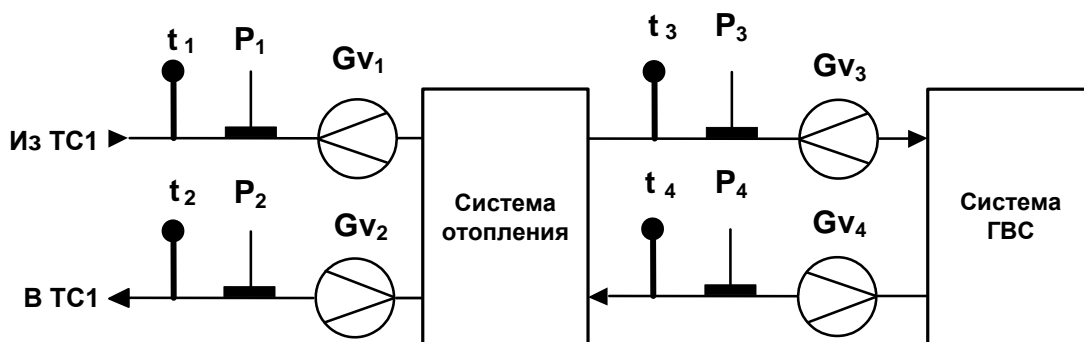 t 1 P1 Gv1 t 3 P3 Gv3
Из ТС1
t 2 P2 Gv2 Система отопления t 4 P4 Gv4 Система ГВС
В ТС1